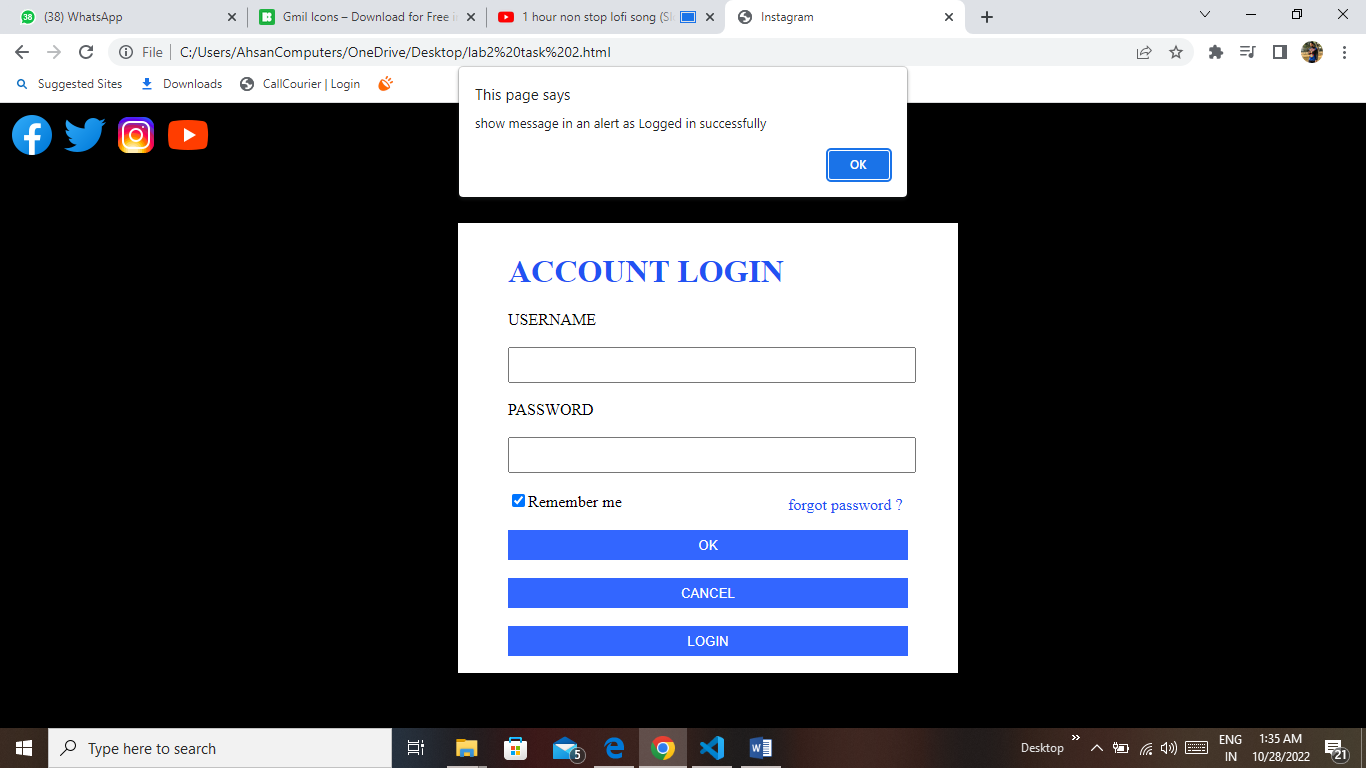 38
(38) WhatsApp
Gmil Icons – Download for Free i
1 hour non stop lofi song (S
Instagram
File
C:/Users/AhsanComputers/OneDrive/Desktop/lab2%20task%202.html
Suggested Sites
Downloads
CallCourier | Login
This page says
show message in an alert as Logged in successfully
OK
ACCOUNT LOGIN
USERNAME
PASSWORD
Remember me
forgot password ?
OK
CANCEL
LOGIN
Type here to search
5
Desktop
ENG
IN
1:35 AM
10/28/2022
21